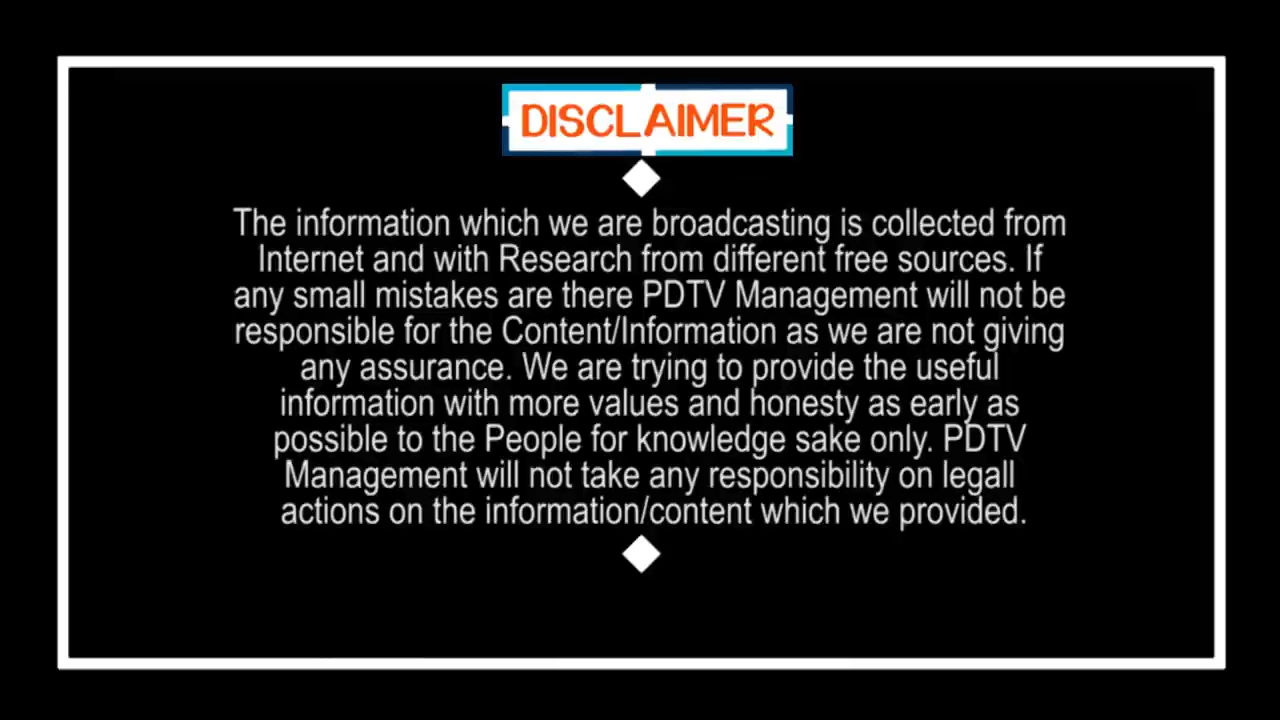 DISCLAIMER
The information which we are broadcasting is collected from
Internet and with Research from different free sources. If
any small mistakes are there PDTV Management will not be
responsible for the Content/Information as we are not giving
any assurance. We are trying to provide the useful
information with more values and honesty as early as
possible to the People for knowledge sake only. PDTV
Management will not take any responsibility on legall
actions on the information/content which we provided.